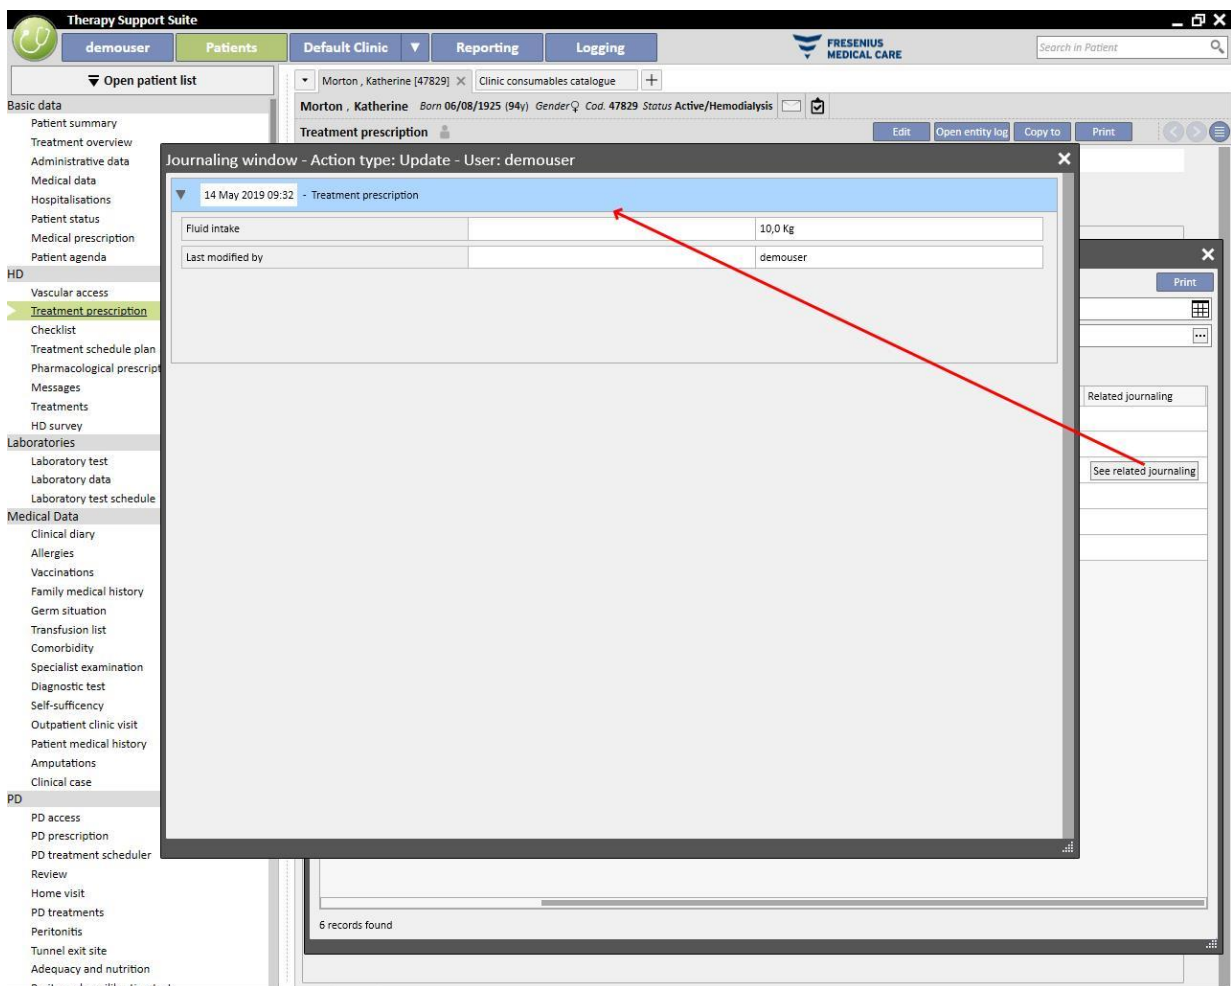 Therapy Support Suite
demouser
Patients
Default Clinic
Reporting
Logging
FRESENIUS
MEDICAL CARE
Search in Patient
Open patient list
Morton , Katherine [47829]
Clinic consumables catalogue
Morton , Katherine Born 06/08/1925 (94y) Gender Cod. 47829 Status Active/Hemodialysis
Treatment prescription
Edit
Open entity log
Copy to
Print
Basic data
Patient summary
Treatment overview
Administrative data
Medical data
Hospitalisations
Patient status
Medical prescription
Patient agenda
HD
Vascular access
Treatment prescription
Checklist
Treatment schedule plan
Pharmacological prescript
Messages
Treatments
HD survey
Laboratories
Laboratory test
Laboratory data
Laboratory test schedule
Medical Data
Clinical diary
Allergies
Vaccinations
Family medical history
Germ situation
Transfusion list
Comorbidity
Specialist examination
Diagnostic test
Self-sufficency
Outpatient clinic visit
Patient medical history
Amputations
Clinical case
PD
PD access
PD prescription
PD treatment scheduler
Review
Home visit
PD treatments
Peritonitis
Tunnel exit site
Adequacy and nutrition
Journaling window - Action type: Update - User: demouser
14 May 2019 09:32 - Treatment prescription
Fluid intake 10,0 Kg
Last modified by demouser
Print
Related journaling
See related journaling
6 records found